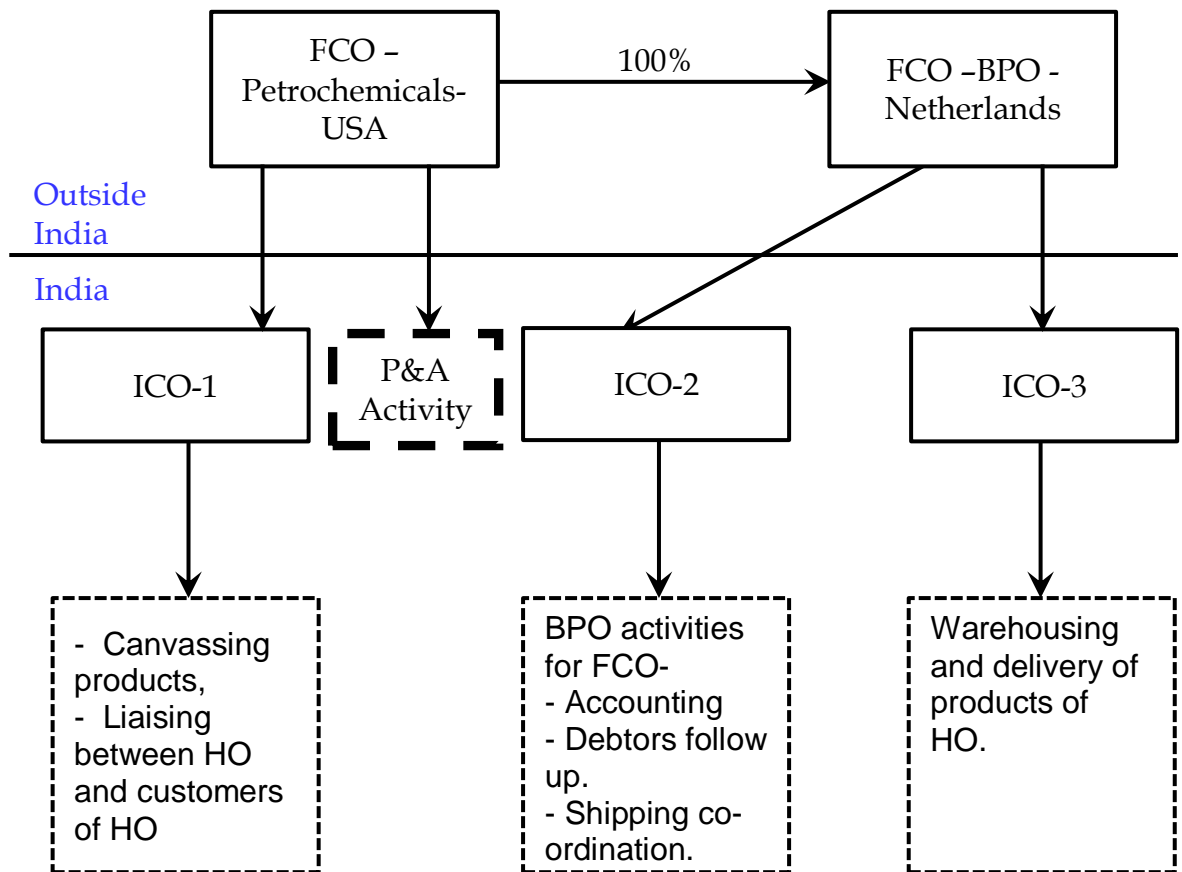 FCO –
Petrochemicals-
USA
100%
FCO –BPO -
Netherlands
Outside
India
India
ICO-1
P&A
Activity
ICO-2
ICO-3
- Canvassing
products,
- Liaising
between HO
and customers
of HO
BPO activities
for FCO-
- Accounting
- Debtors follow
up.
- Shipping co-
ordination.
Warehousing
and delivery of
products of
HO.